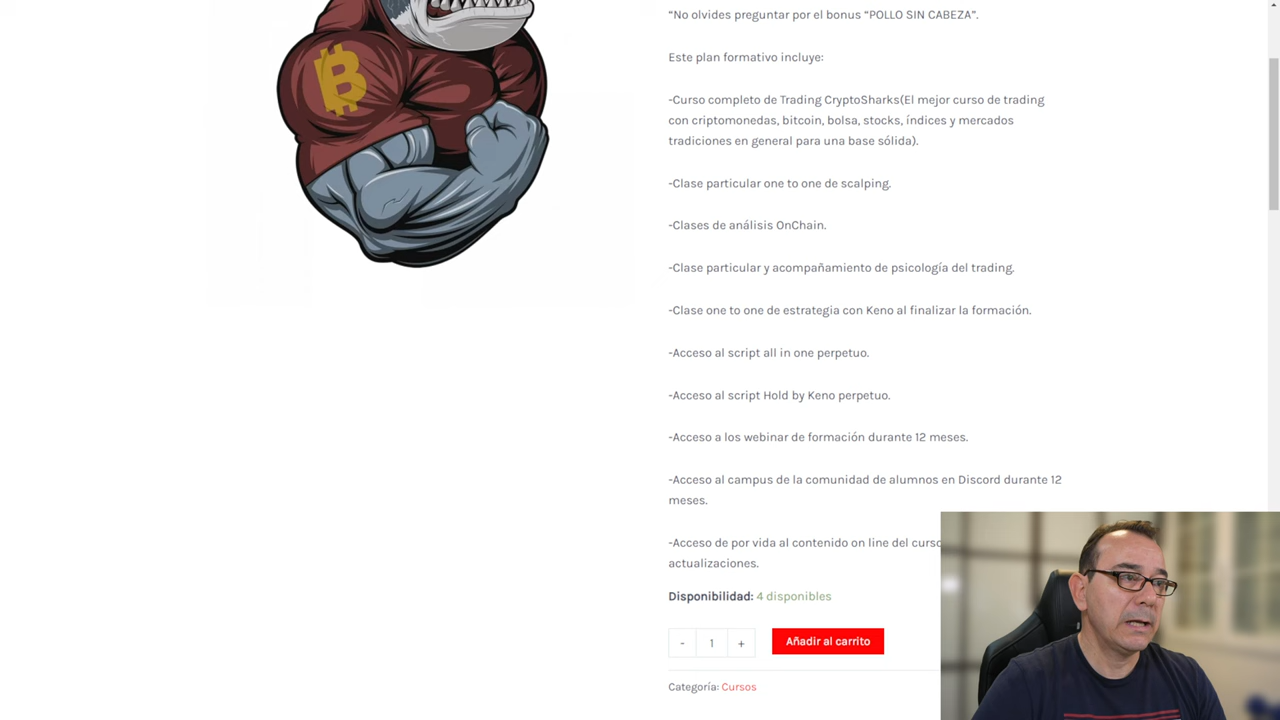 “No olvides preguntar por el bonus “POLLO SIN CABEZA”.
Este plan formativo incluye:
-Curso completo de Trading CryptoSharks(El mejor curso de trading
con criptomonedas, bitcoin, bolsa, stocks, índices y mercados
tradiciones en general para una base sólida).
-Clase particular one to one de scalping.
-Clases de análisis OnChain.
-Clase particular y acompañamiento de psicología del trading.
-Clase one to one de estrategia con Keno al finalizar la formación.
-Acceso al script all in one perpetuo.
-Acceso al script Hold by Keno perpetuo.
-Acceso a los webinar de formación durante 12 meses.
-Acceso al campus de la comunidad de alumnos en Discord durante 12
meses.
-Acceso de por vida al contenido on line del curso
actualizaciones.
Disponibilidad: 4 disponibles
- 1 +
Añadir al carrito
Categoría: Cursos